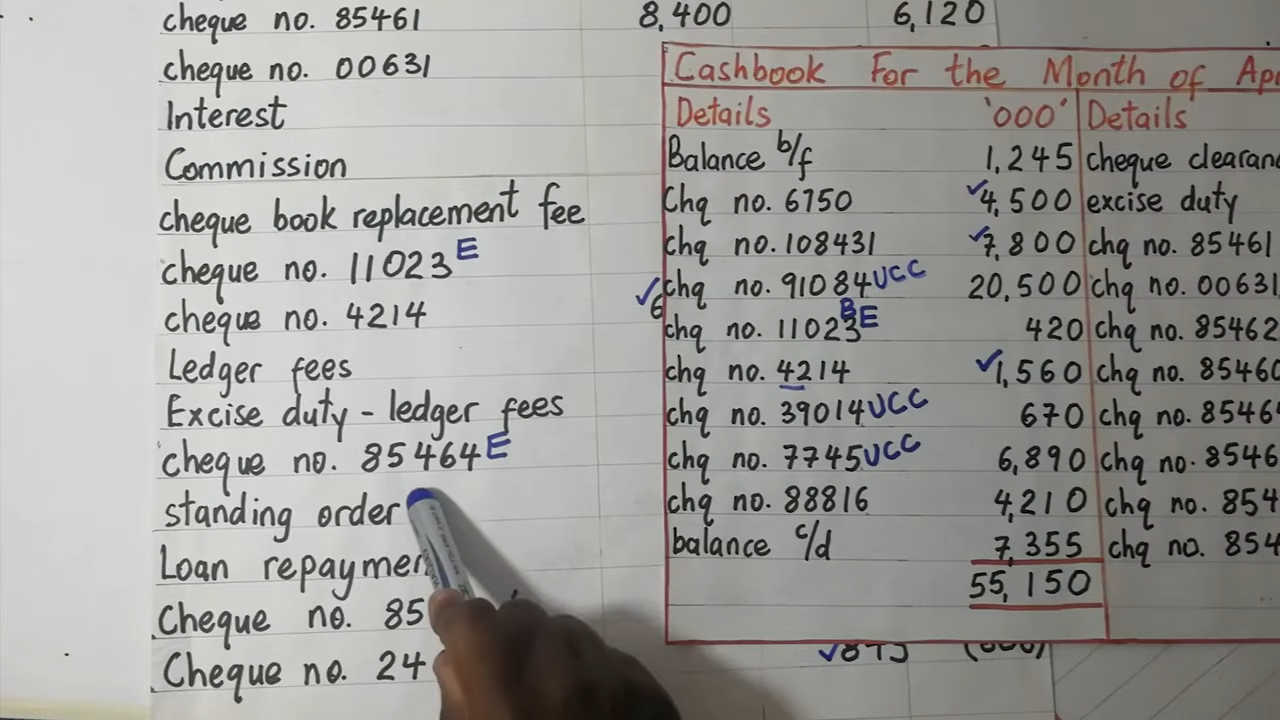 cheque no. 85461 8,400 6,120
cheque no. 00631
Interest
Commission
cheque book replacement fee
cheque no. 11023 E
cheque no. 4214
Ledger fees
Excise duty - ledger fees
cheque no. 85464 E
standing order
Loan repaymen
Cheque no. 85
Cheque no. 24
Cashbook For the Month of Apr
Details '000' Details
Balance b/f 1,245 cheque clearan
Chq no. 6750 ✓4,500 excise duty
chq no. 108431 ✓7,800 chq no. 85461
✓6
chq no. 91084 UCC 20,500 chq no. 00631
chq no. 11023 BE 420 chq no. 85462
chq no. 4214 ✓1,560 chq no. 8546
chq no. 39014 UCC 670 chq no. 8546
chq no. 7745 UCC 6,890 chq no. 8546
chq no. 88816 4,210 chq no. 854
balance c/d 7,355 chq no. 854
55,150